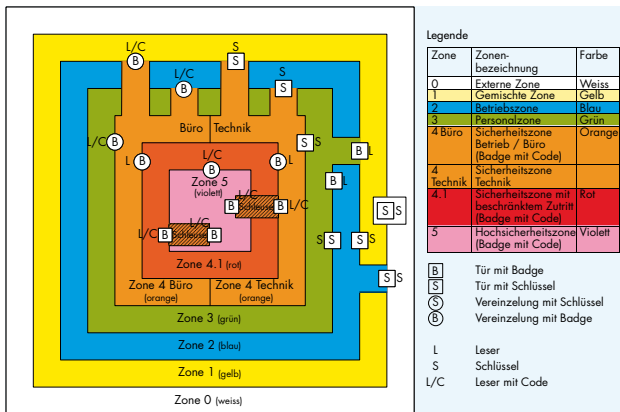 L/C
B
S
S
L/C
B
S
S
L/C
B
Büro
Technik
S
S
L
B
L/C
B
B
L
B
L
B
L
Zone 5
(violett)
L/C
B
Schleuse
B
L/C
S
S
L/C
L/C
B
Schleuse
B
S
S
S
S
Zone 4.1
(rot)
S
S
Zone 4 Büro
(orange)
Zone 4 Technik
(orange)
Zone 3 (grün)
Zone 2 (blau)
Zone 1 (gelb)
Zone 0 (weiss)
Legende
Zone Zonen- Farbe
bezeichnung
0 Externe Zone Weiss
1 Gemischte Zone Gelb
2 Betriebszone Blau
3 Personalzone Grün
4 Büro Sicherheitszone Orange
Betrieb / Büro
(Badge mit Code)
4 Sicherheitszone
Technik Technik
4.1 Sicherheitszone mit Rot
beschränktem Zutritt
(Badge mit Code)
5 Hochsicherheitszone Violett
(Badge mit Code)
B Tür mit Badge
S Tür mit Schlüssel
S Vereinzelung mit Schlüssel
B Vereinzelung mit Badge
L Leser
S Schlüssel
L/C Leser mit Code